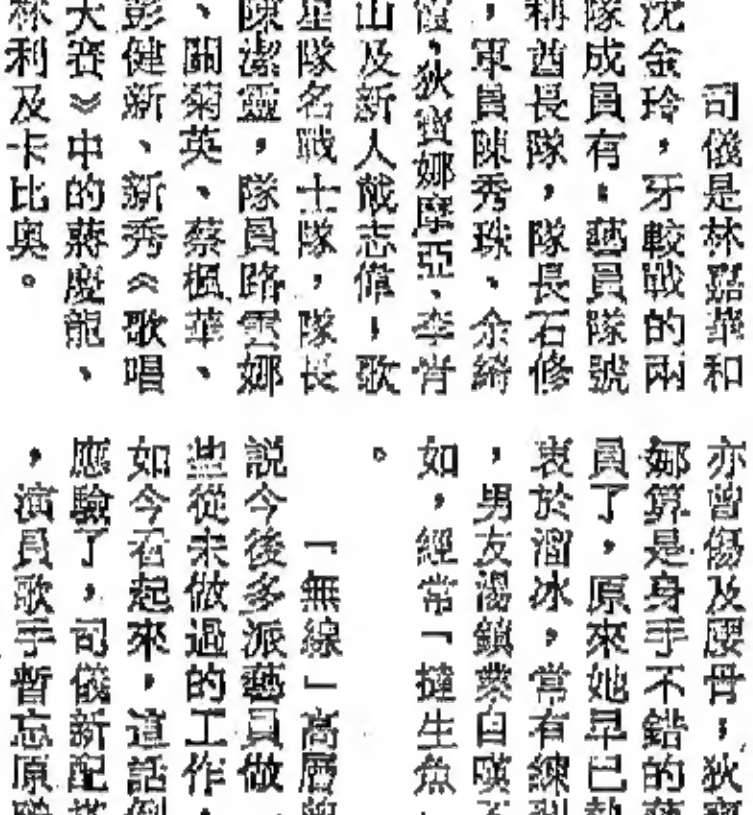 司儀是林嘉華和
沈金玲，牙較戰的兩
隊成員有：藝員隊號
稱酋長隊，隊長石修
，軍員陳秀珠、余綺
霞、狄寶娜摩亞、李青
山及新人戚志偉！歌
星隊名戰士隊，隊長
陳潔靈，隊員路雲娜
、關菊英、蔡楓華、
彭健新、新秀《歌唱
大賽》中的蔣慶龍、
林利及卡比奥。
亦曾傷及腰骨；狄寶
娜算是身手不錯的藝
員了，原來她早已熱
衷於溜冰，常有練到
，男友湯鎮業自嘆不
如，經常「撻生魚」
。
「無線」高層曾
説今後多派藝員做
些從未做過的工作，
如今看起來，這話倒
應驗了，司儀新配搭
，演員歌手暫忘原職